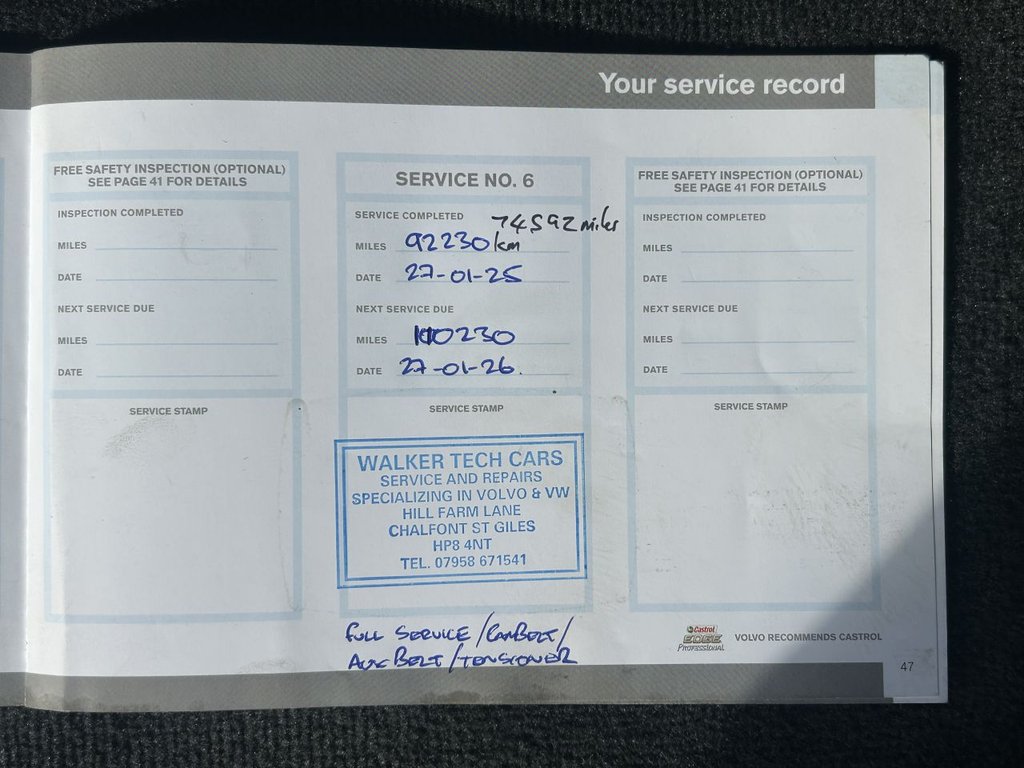 Your service record
FREE SAFETY INSPECTION (OPTIONAL)
SEE PAGE 41 FOR DETAILS
INSPECTION COMPLETED
MILES
DATE
NEXT SERVICE DUE
MILES
DATE
SERVICE STAMP
SERVICE NO. 6
SERVICE COMPLETED 74592 miles
MILES 92230 km
DATE 27-01-25
NEXT SERVICE DUE
MILES 110230
DATE 27-01-26.
SERVICE STAMP
WALKER TECH CARS
SERVICE AND REPAIRS
SPECIALIZING IN VOLVO & VW
HILL FARM LANE
CHALFONT ST GILES
HP8 4NT
TEL. 07958 671541
FULL SERVICE / CAMBELT /
AUX BELT / TENSIONER
FREE SAFETY INSPECTION (OPTIONAL)
SEE PAGE 41 FOR DETAILS
INSPECTION COMPLETED
MILES
DATE
NEXT SERVICE DUE
MILES
DATE
SERVICE STAMP
Castrol
EDGE
PROFESSIONAL
VOLVO RECOMMENDS CASTROL
47